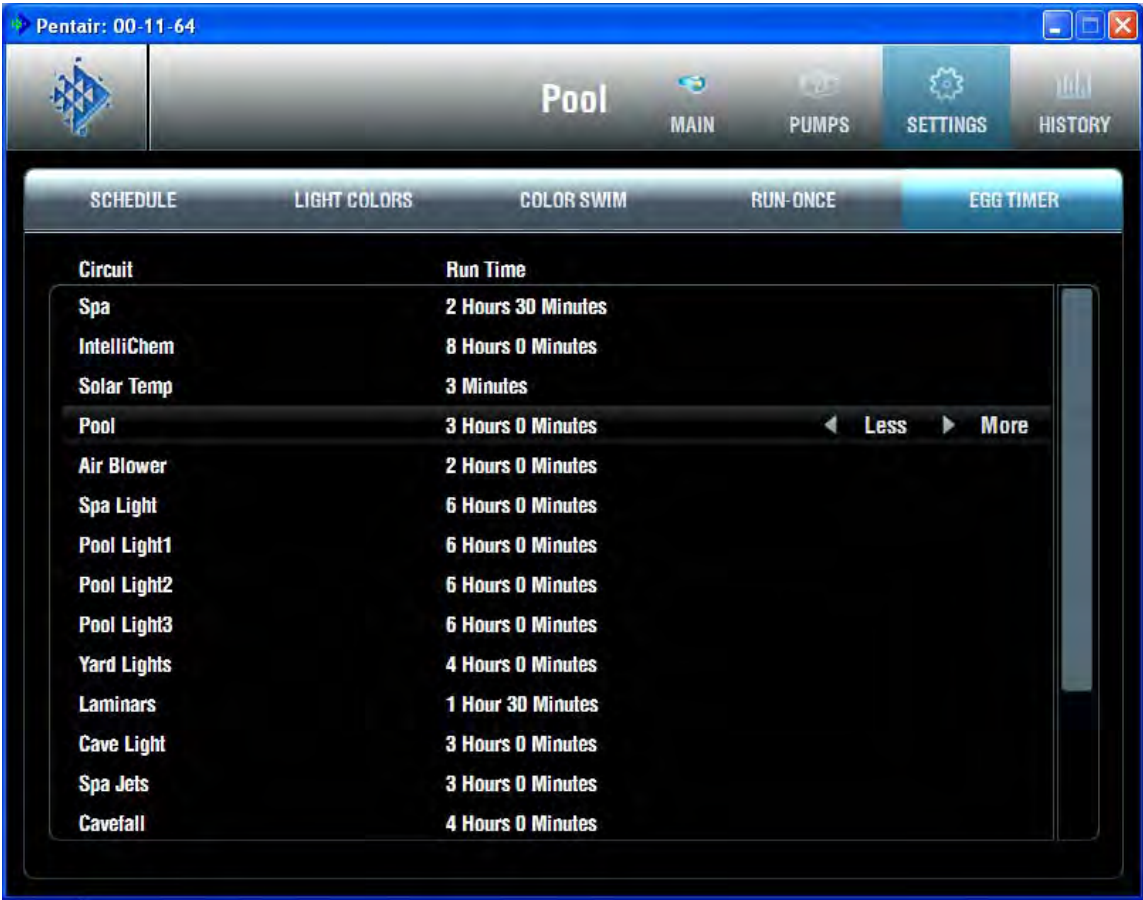 Pentair: 00-11-64
Pool
MAIN
PUMPS
SETTINGS
HISTORY
SCHEDULE LIGHT COLORS COLOR SWIM RUN-ONCE EGG TIMER
Circuit Run Time
Spa 2 Hours 30 Minutes
IntelliChem 8 Hours 0 Minutes
Solar Temp 3 Minutes
Pool 3 Hours 0 Minutes Less More
Air Blower 2 Hours 0 Minutes
Spa Light 6 Hours 0 Minutes
Pool Light1 6 Hours 0 Minutes
Pool Light2 6 Hours 0 Minutes
Pool Light3 6 Hours 0 Minutes
Yard Lights 4 Hours 0 Minutes
Laminars 1 Hour 30 Minutes
Cave Light 3 Hours 0 Minutes
Spa Jets 3 Hours 0 Minutes
Cavefall 4 Hours 0 Minutes